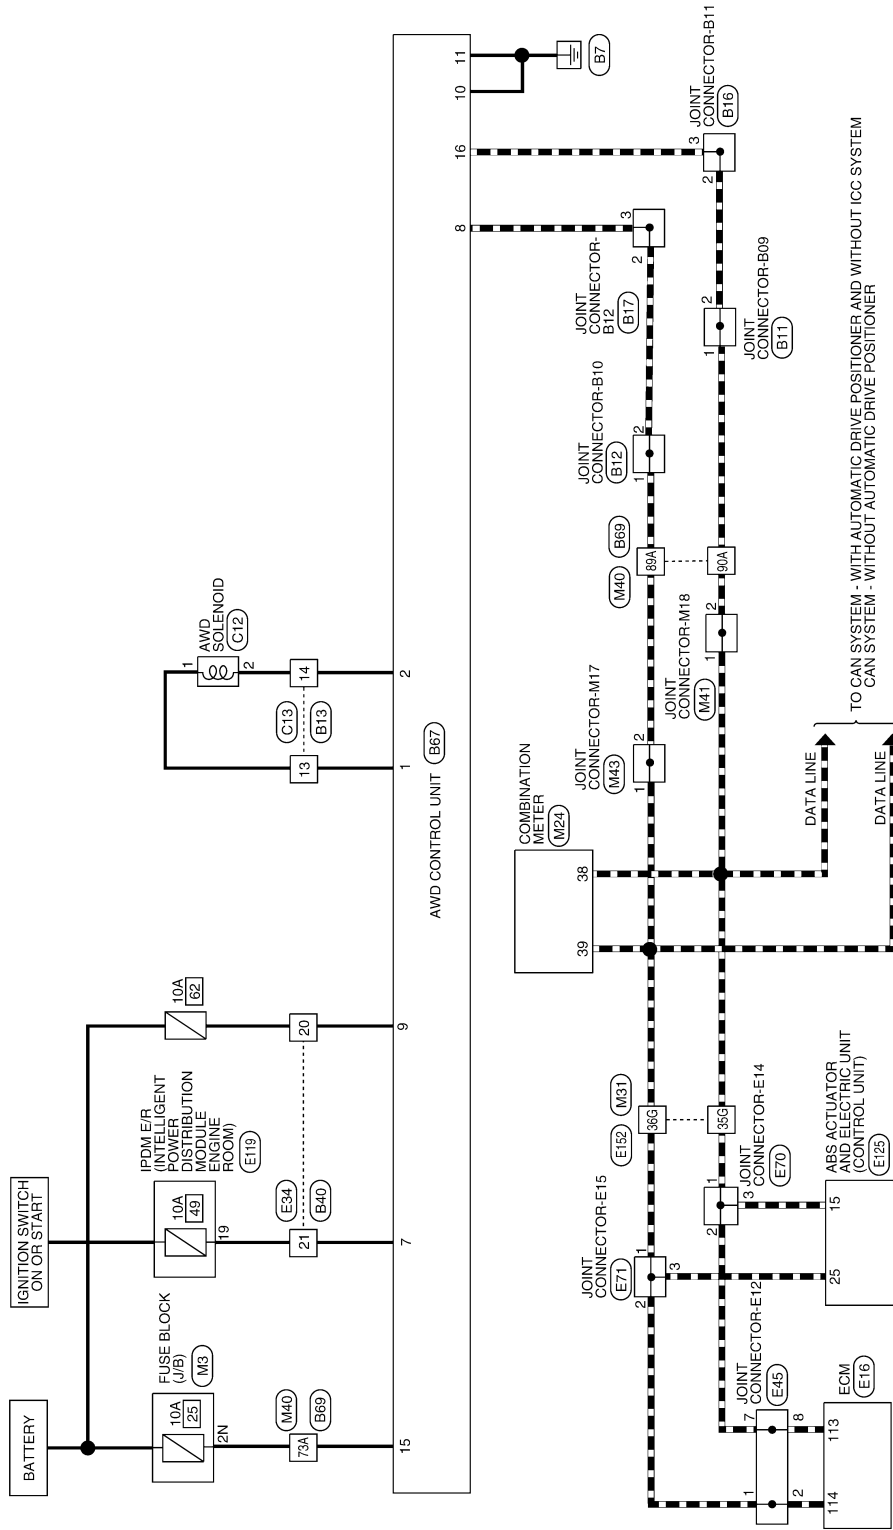 BATTERY
IGNITION SWITCH
ON OR START
FUSE BLOCK
(J/B)
M3
10A
25
2N
M40
73A
B69
15
IPDM E/R
(INTELLIGENT
POWER
DISTRIBUTION
MODULE
ENGINE
ROOM)
E119
10A
49
19
E34
21
B40
7
10A
62
20
9
AWD
SOLENOID
C12
1
2
C13
13
14
B13
1
2
AWD CONTROL UNIT
B67
8
16
10
11
B7
JOINT
CONNECTOR-B11
B16
3
2
JOINT
CONNECTOR-
B12
B17
3
2
JOINT
CONNECTOR-B09
B11
2
1
JOINT
CONNECTOR-B10
B12
2
1
M40
B69
89A
90A
JOINT
CONNECTOR-M18
M41
2
1
JOINT
CONNECTOR-M17
M43
2
1
COMBINATION
METER
M24
39
38
DATA LINE
DATA LINE
TO CAN SYSTEM - WITH AUTOMATIC DRIVE POSITIONER AND WITHOUT ICC SYSTEM
CAN SYSTEM - WITHOUT AUTOMATIC DRIVE POSITIONER
E152
M31
36G
35G
JOINT
CONNECTOR-E15
E71
1
2
3
JOINT
CONNECTOR-E14
E70
1
2
3
ABS ACTUATOR
AND ELECTRIC UNIT
(CONTROL UNIT)
E125
25
15
JOINT
CONNECTOR-E12
E45
1
7
2
8
ECM
E16
114
113